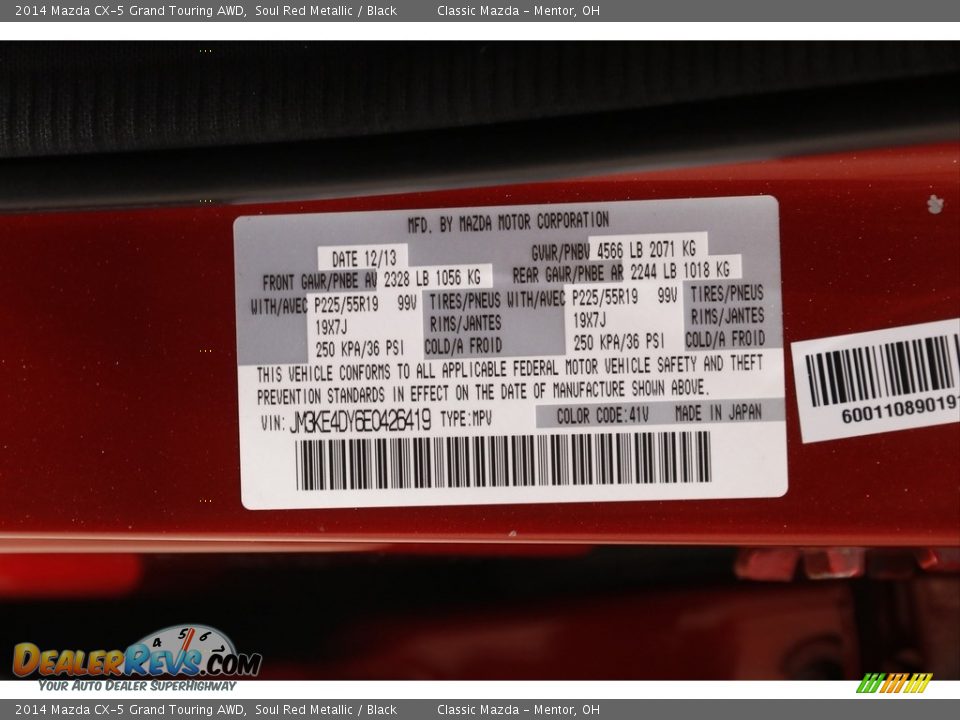 2014 Mazda CX-5 Grand Touring AWD, Soul Red Metallic / Black Classic Mazda - Mentor, OH
MFD. BY MAZDA MOTOR CORPORATION
DATE 12/13 GVWR/PNBV 4566 LB 2071 KG
FRONT GAWR/PNBE AV 2328 LB 1056 KG REAR GAWR/PNBE AR 2244 LB 1018 KG
WITH/AVEC P225/55R19 99V TIRES/PNEUS WITH/AVEC P225/55R19 99V TIRES/PNEUS
19X7J RIMS/JANTES 19X7J RIMS/JANTES
250 KPA/36 PSI COLD/A FROID 250 KPA/36 PSI COLD/A FROID
THIS VEHICLE CONFORMS TO ALL APPLICABLE FEDERAL MOTOR VEHICLE SAFETY AND THEFT
PREVENTION STANDARDS IN EFFECT ON THE DATE OF MANUFACTURE SHOWN ABOVE.
VIN: JM3KE4DY6E0426419 TYPE:MPV COLOR CODE:41V MADE IN JAPAN
60011089019
4 5 6
DEALERREVS.COM
YOUR AUTO DEALER SUPERHIGHWAY
2014 Mazda CX-5 Grand Touring AWD, Soul Red Metallic / Black Classic Mazda - Mentor, OH